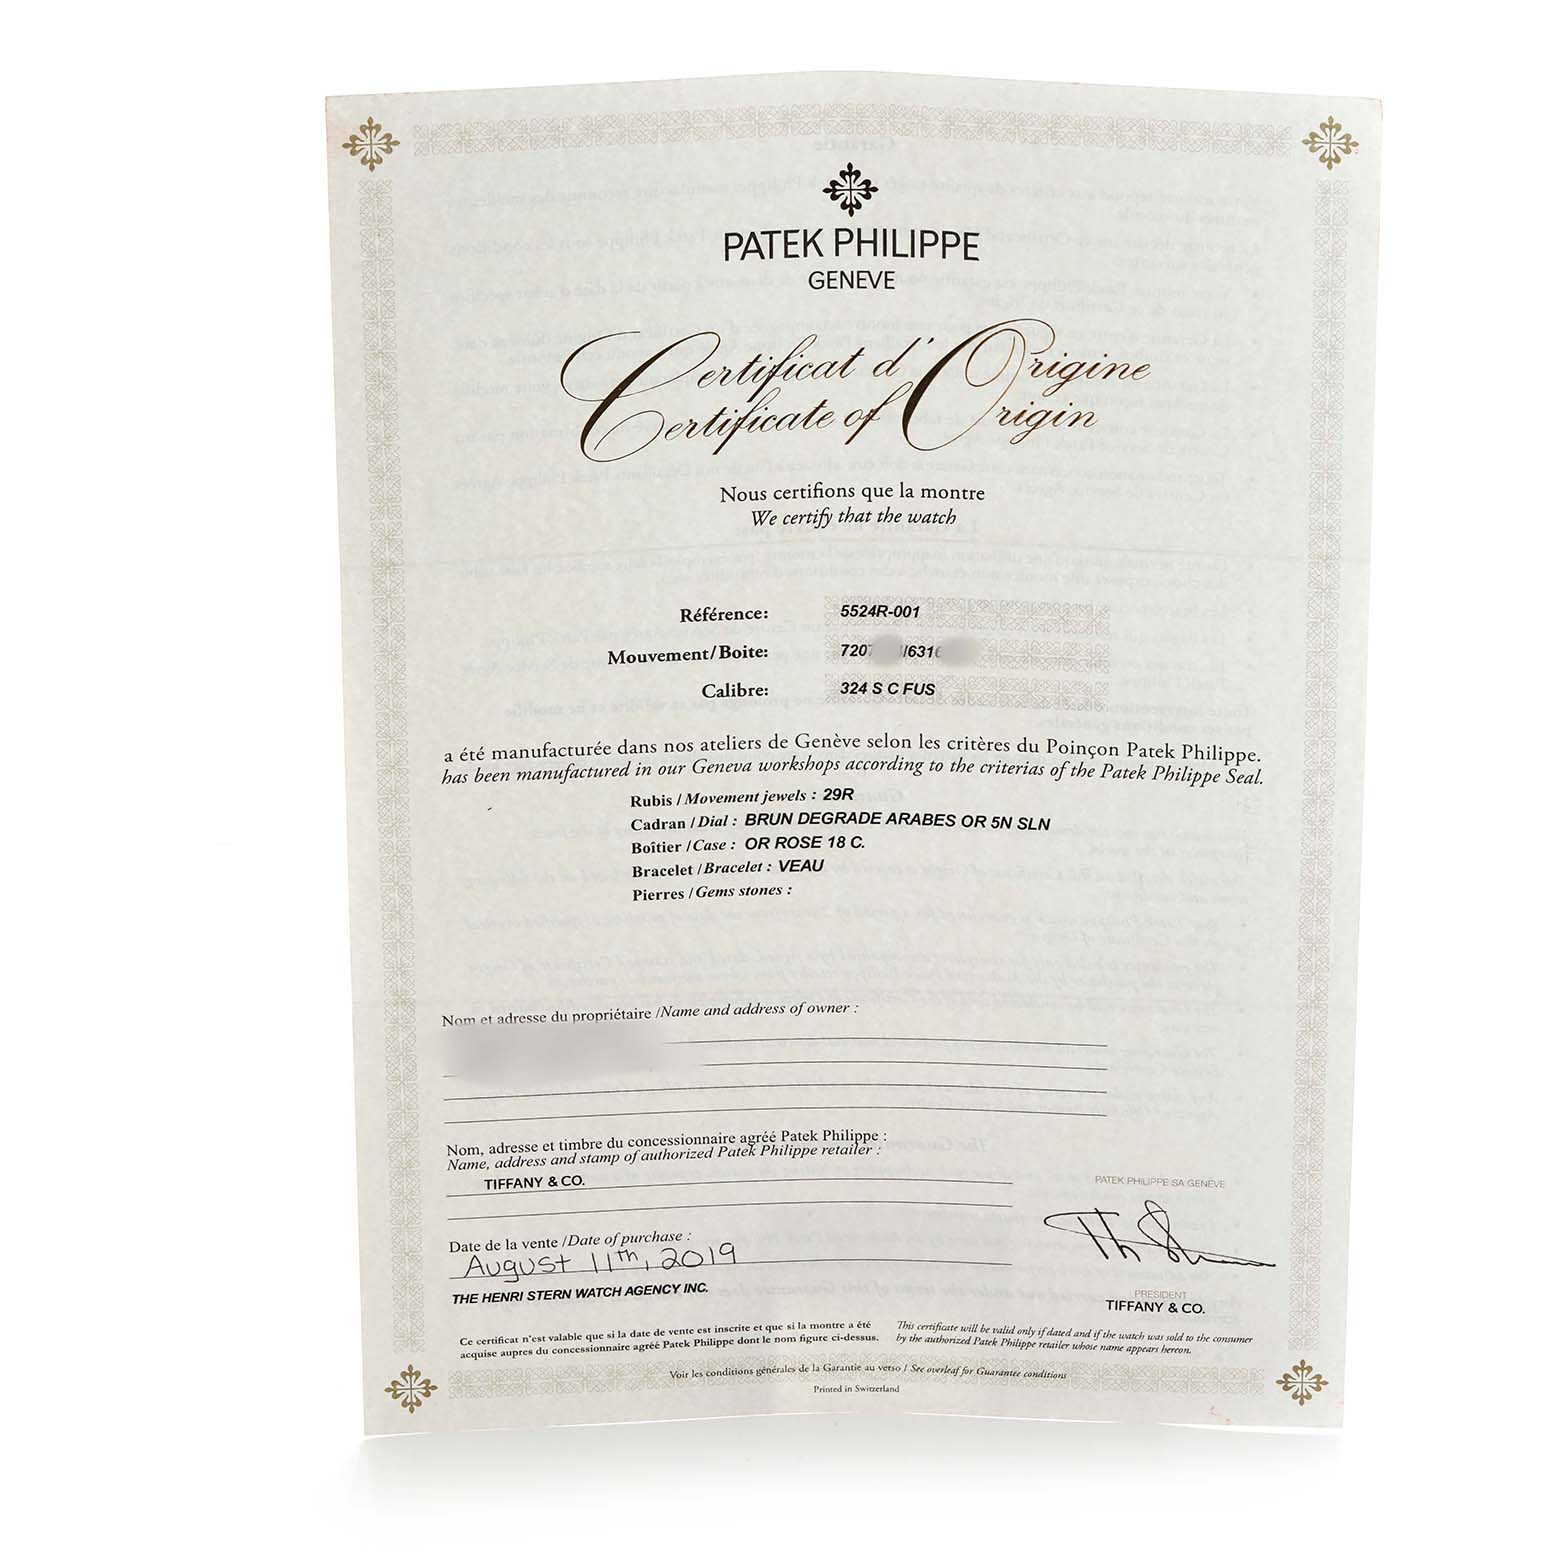 PATEK PHILIPPE
GENEVE
Certificat d'Origine
Certificate of Origin
Nous certifions que la montre
We certify that the watch
Référence: 5524R-001
Mouvement/Boite: 720 /631
Calibre: 324 S C FUS
a été manufacturée dans nos ateliers de Genève selon les critères du Poinçon Patek Philippe.
has been manufactured in our Geneva workshops according to the criterias of the Patek Philippe Seal.
Rubis / Movement jewels : 29R
Cadran / Dial : BRUN DEGRADE ARABES OR 5N SLN
Boîtier / Case : OR ROSE 18 C.
Bracelet / Bracelet : VEAU
Pierres / Gems stones :
Nom et adresse du propriétaire /Name and address of owner :
Nom, adresse et timbre du concessionnaire agréé Patek Philippe :
Name, address and stamp of authorized Patek Philippe retailer :
TIFFANY & CO.
PATEK PHILIPPE SA GENEVE
Date de la vente /Date of purchase :
August 11th, 2019
THE HENRI STERN WATCH AGENCY INC.
PRESIDENT
TIFFANY & CO.
Ce certificat n'est valable que si la date de vente est inscrite et que si la montre a été
acquise aupres du concessionnaire agréé Patek Philippe dont le nom figure ci-dessus.
This certificate will be valid only if dated and if the watch was sold to the consumer
by the authorized Patek Philippe retailer whose name appears hereon.
Voir les conditions générales de la Garantie au verso / See overleaf for Guarantee conditions
Printed in Switzerland